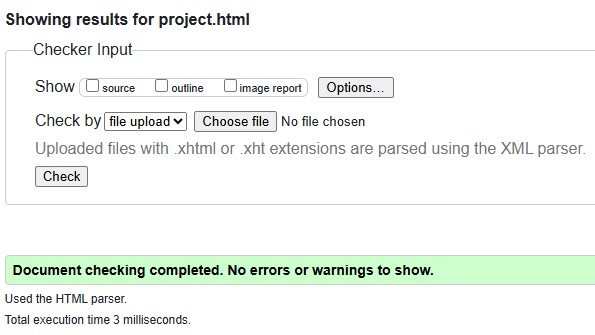 Showing results for project.html
Checker Input
Show source outline image report Options...
Check by file upload Choose file No file chosen
Uploaded files with .xhtml or .xht extensions are parsed using the XML parser.
Check
Document checking completed. No errors or warnings to show.
Used the HTML parser.
Total execution time 3 milliseconds.